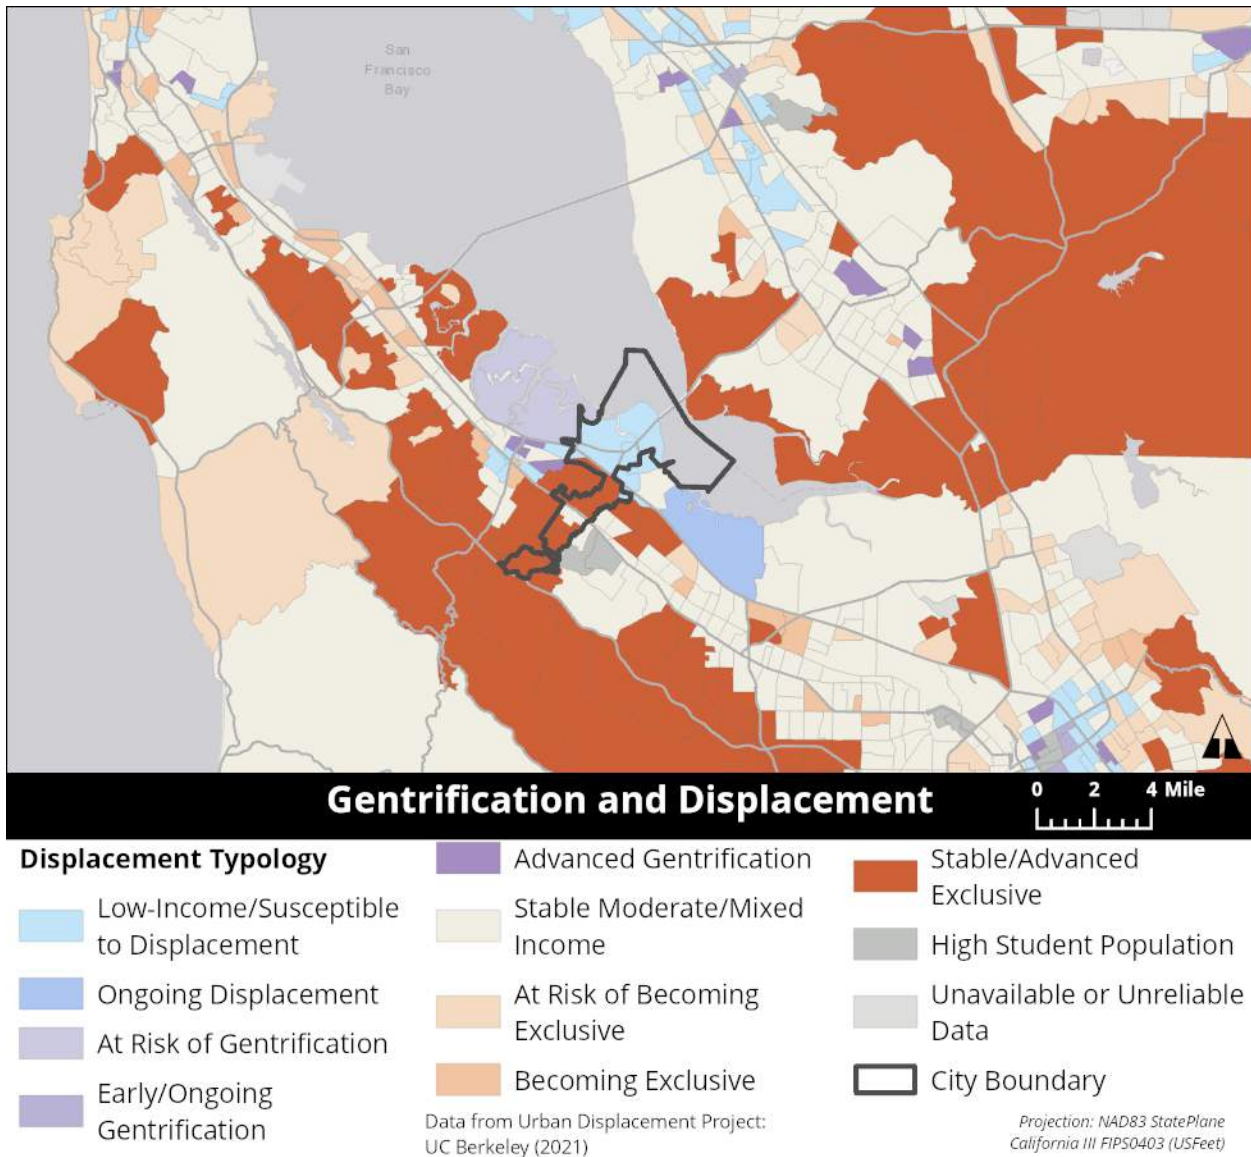 San
Francisco
Bay
Gentrification and Displacement
0 2 4 Mile
Displacement Typology
Low-Income/Susceptible
to Displacement
Ongoing Displacement
At Risk of Gentrification
Early/Ongoing
Gentrification
Advanced Gentrification
Stable Moderate/Mixed
Income
At Risk of Becoming
Exclusive
Becoming Exclusive
Stable/Advanced
Exclusive
High Student Population
Unavailable or Unreliable
Data
City Boundary
Data from Urban Displacement Project:
UC Berkeley (2021)
Projection: NAD83 StatePlane
California III FIPS0403 (USFeet)